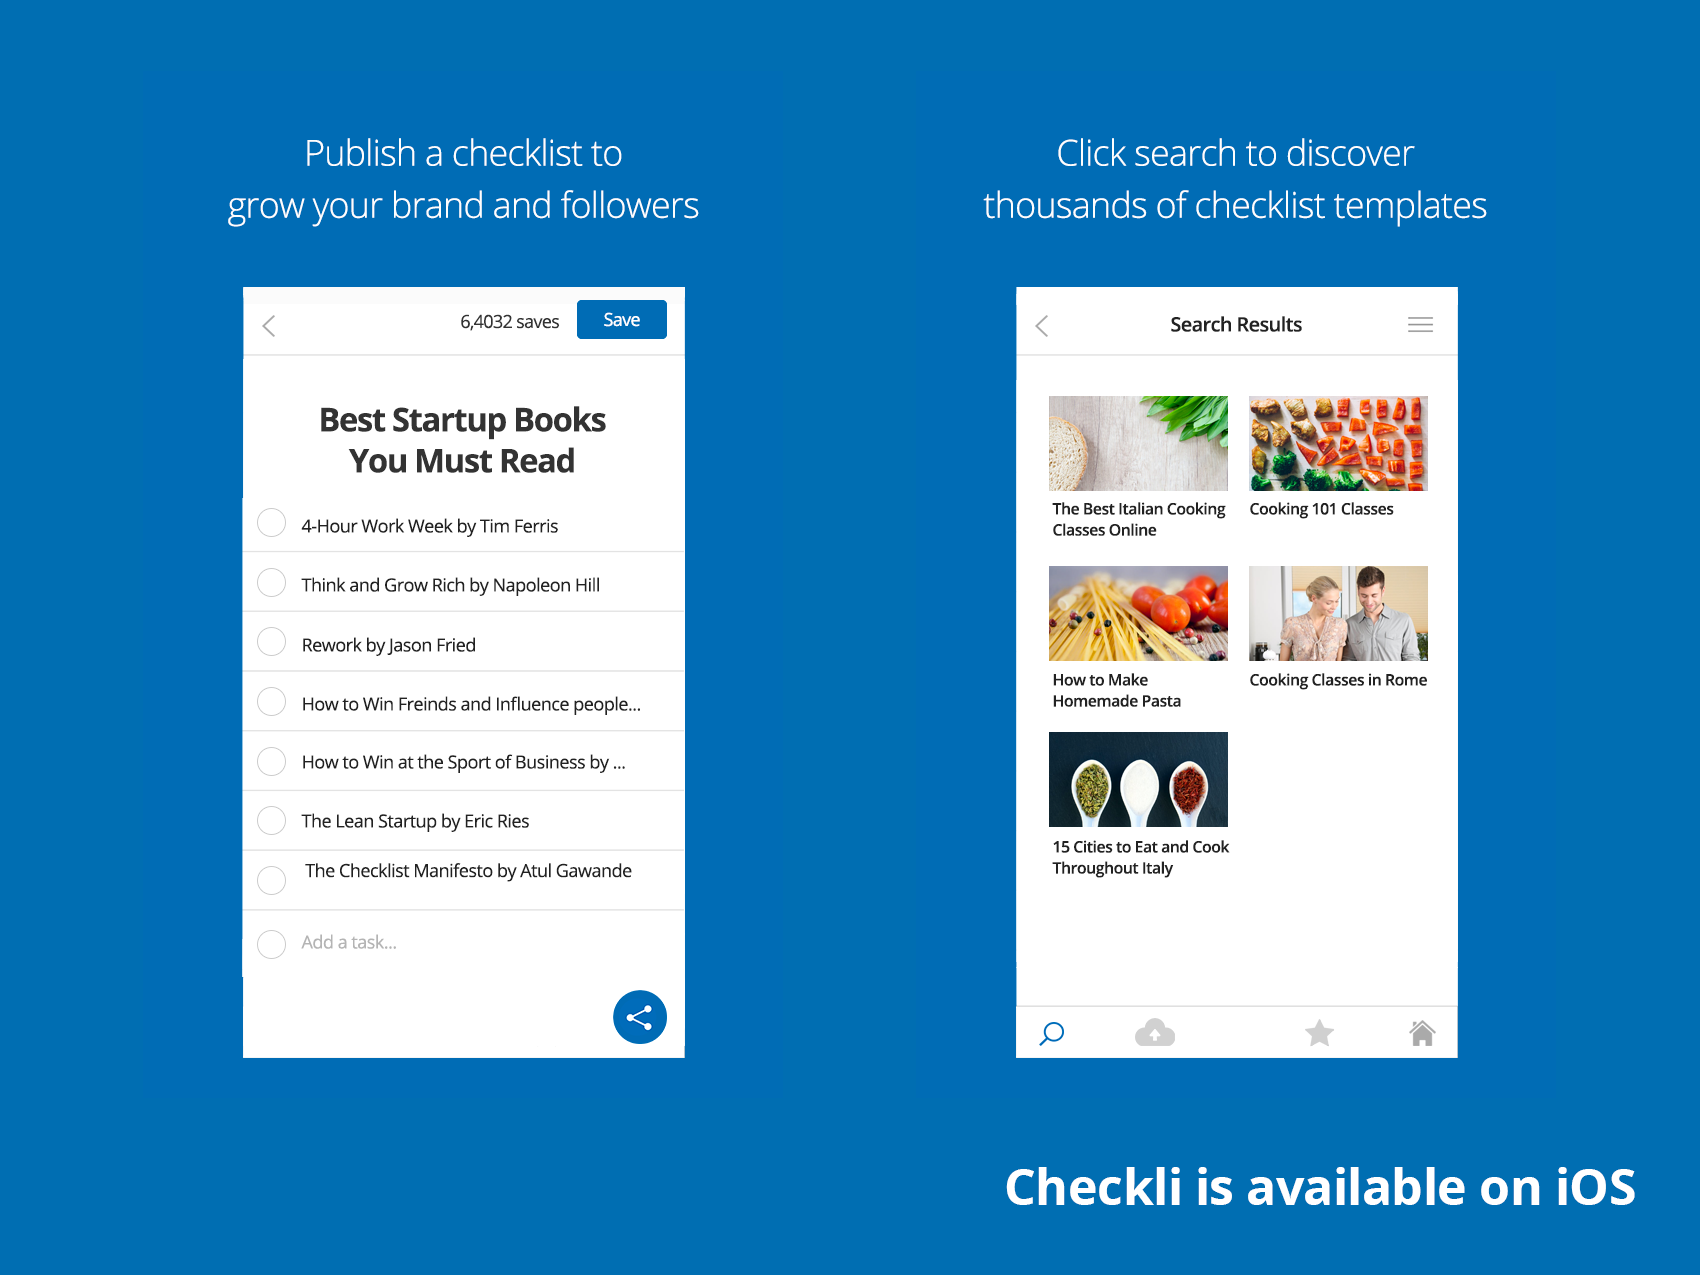 Publish a checklist to
grow your brand and followers
6,4032 saves
Save
Best Startup Books
You Must Read
4-Hour Work Week by Tim Ferris
Think and Grow Rich by Napoleon Hill
Rework by Jason Fried
How to Win Freinds and Influence people...
How to Win at the Sport of Business by ...
The Lean Startup by Eric Ries
The Checklist Manifesto by Atul Gawande
Add a task...
Click search to discover
thousands of checklist templates
Search Results
The Best Italian Cooking
Classes Online
Cooking 101 Classes
How to Make
Homemade Pasta
Cooking Classes in Rome
15 Cities to Eat and Cook
Throughout Italy
Checkli is available on iOS